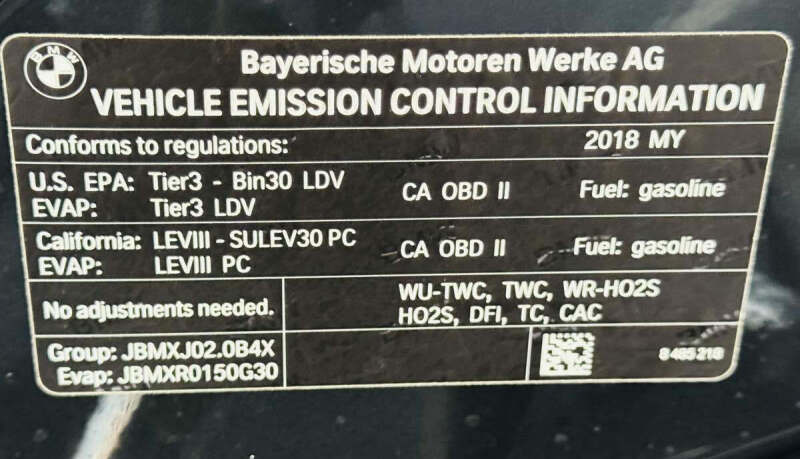 BMW
Bayerische Motoren Werke AG
VEHICLE EMISSION CONTROL INFORMATION
Conforms to regulations: 2018 MY
U.S. EPA: Tier3 - Bin30 LDV CA OBD II Fuel: gasoline
EVAP: Tier3 LDV
California: LEVIII - SULEV30 PC CA OBD II Fuel: gasoline
EVAP: LEVIII PC
No adjustments needed. WU-TWC, TWC, WR-HO2S
HO2S, DFI, TC, CAC
Group: JBMXJ02.0B4X
Evap: JBMXR0150G30
8 485 218